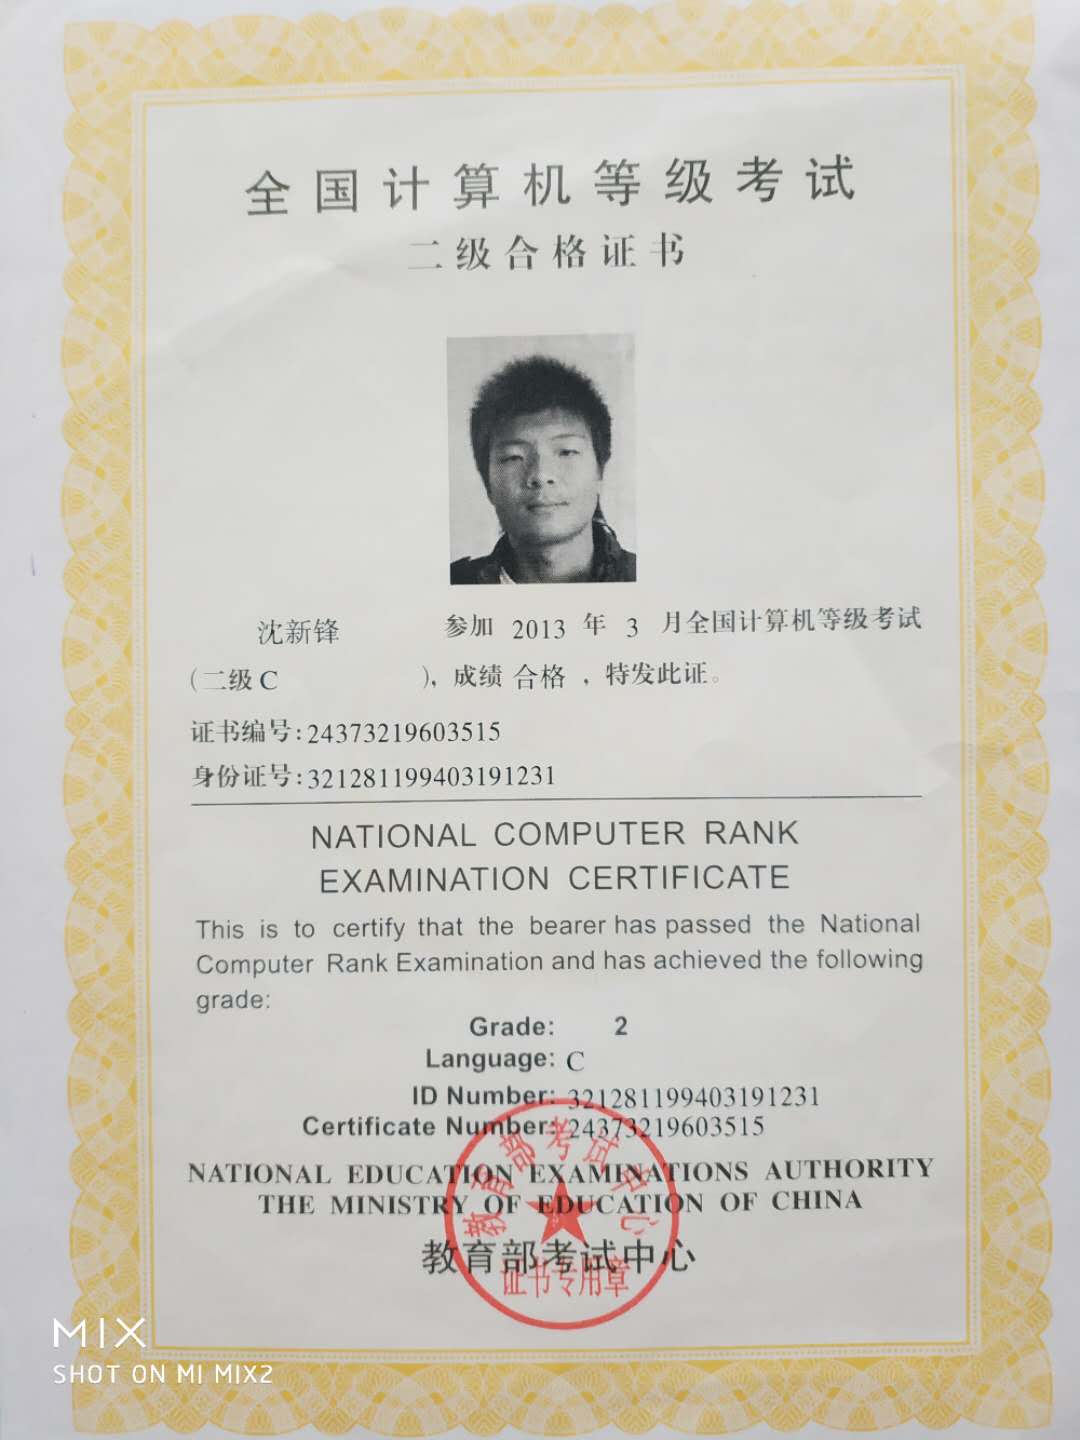 全国计算机等级考试
二级合格证书
沈新锋 参加 2013 年 3 月全国计算机等级考试
(二级C )，成绩 合格 ，特发此证。
证书编号:24373219603515
身份证号:321281199403191231
NATIONAL COMPUTER RANK
EXAMINATION CERTIFICATE
This is to certify that the bearer has passed the National
Computer Rank Examination and has achieved the following
grade:
Grade: 2
Language: C
ID Number: 321281199403191231
Certificate Number: 24373219603515
NATIONAL EDUCATION EXAMINATIONS AUTHORITY
THE MINISTRY OF EDUCATION OF CHINA
教育部考试中心
教育部考试中心
证书专用章
MIX
SHOT ON MI MIX2